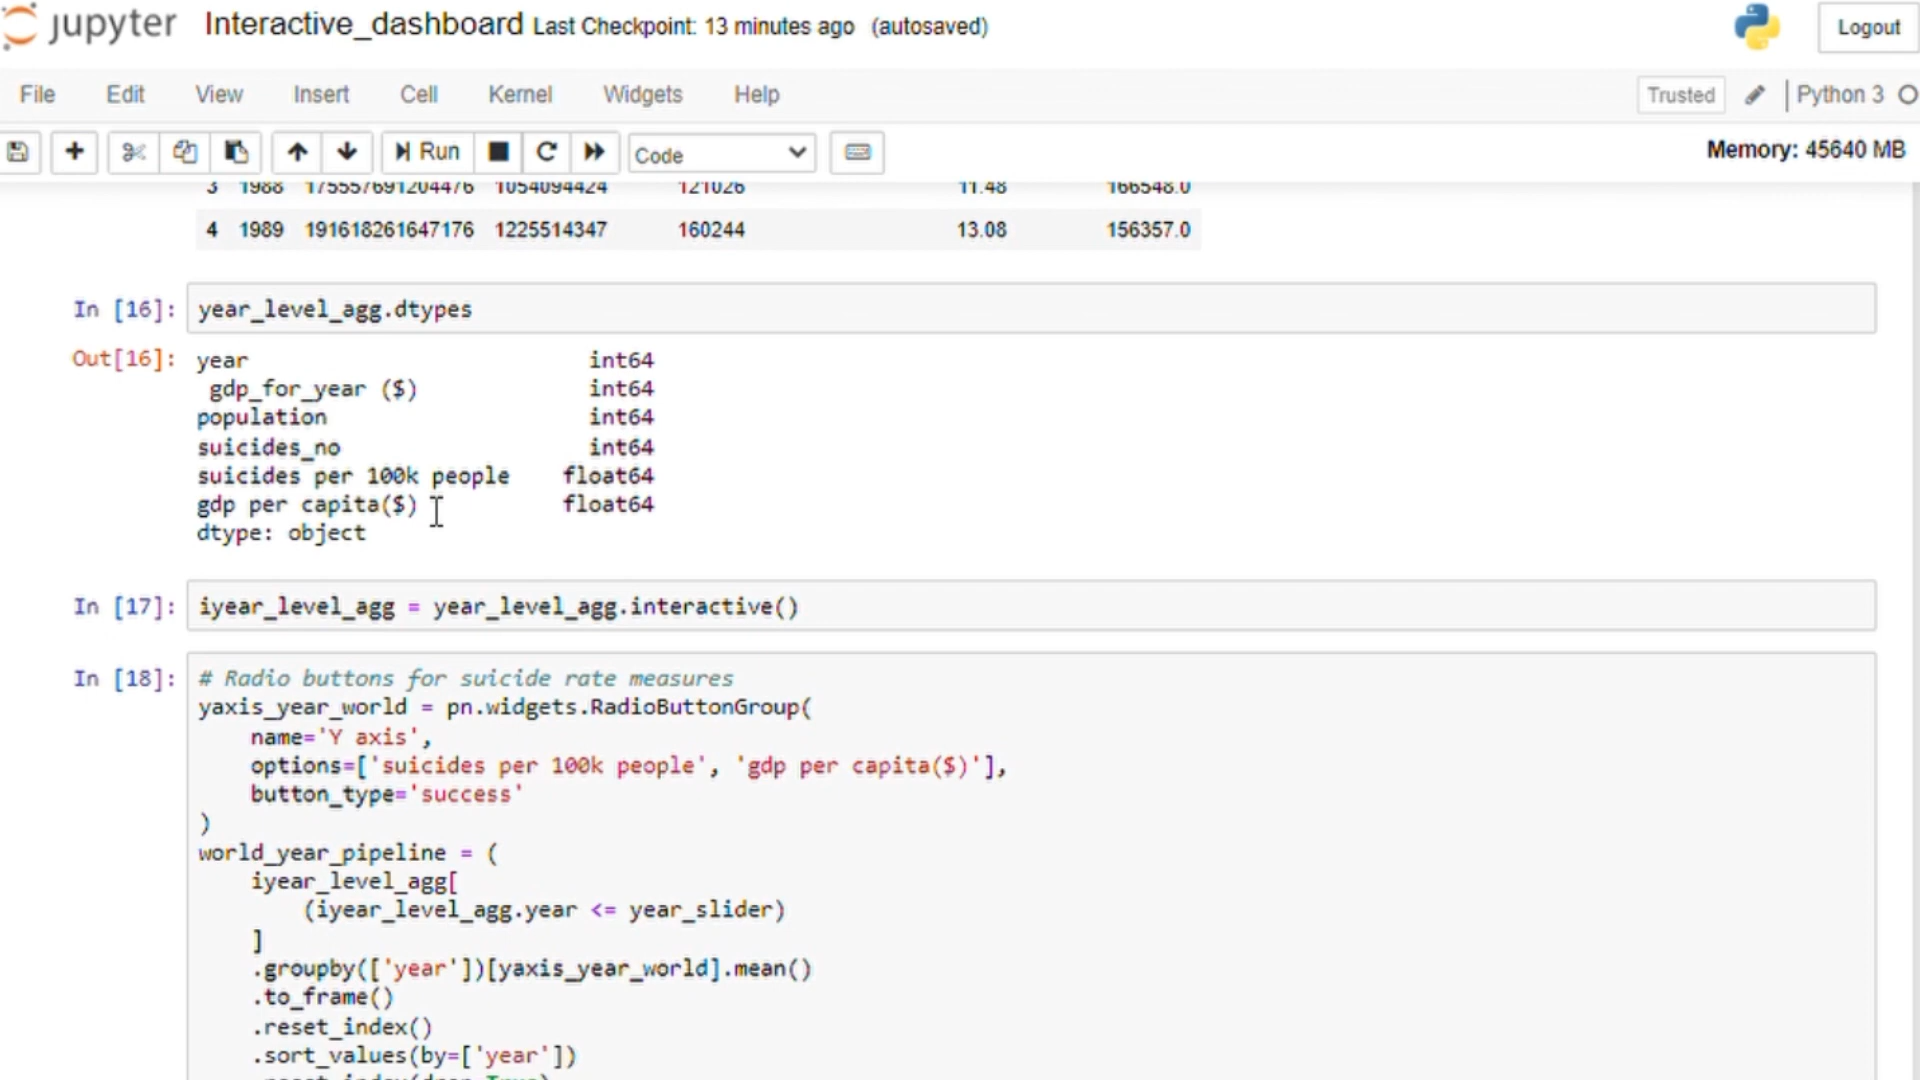 jupyter Interactive_dashboard Last Checkpoint: 13 minutes ago (autosaved) Logout
File Edit View Insert Cell Kernel Widgets Help Trusted Python 3
Run Code Memory: 45640 MB
3 1988 1755576912044​76 1054094424 121026 11.48 166548.0
4 1989 191618261647176 1225514347 160244 13.08 156357.0
In [16]: year_level_agg.dtypes
Out[16]: year int64
gdp_for_year ($) int64
population int64
suicides_no int64
suicides per 100k people float64
gdp per capita($) float64
dtype: object
In [17]: iyear_level_agg = year_level_agg.interactive()
In [18]: # Radio buttons for suicide rate measures
yaxis_year_world = pn.widgets.RadioButtonGroup(
name='Y axis',
options=['suicides per 100k people', 'gdp per capita($)'],
button_type='success'
)
world_year_pipeline = (
iyear_level_agg[
(iyear_level_agg.year <= year_slider)
]
.groupby(['year'])[yaxis_year_world].mean()
.to_frame()
.reset_index()
.sort_values(by=['year'])